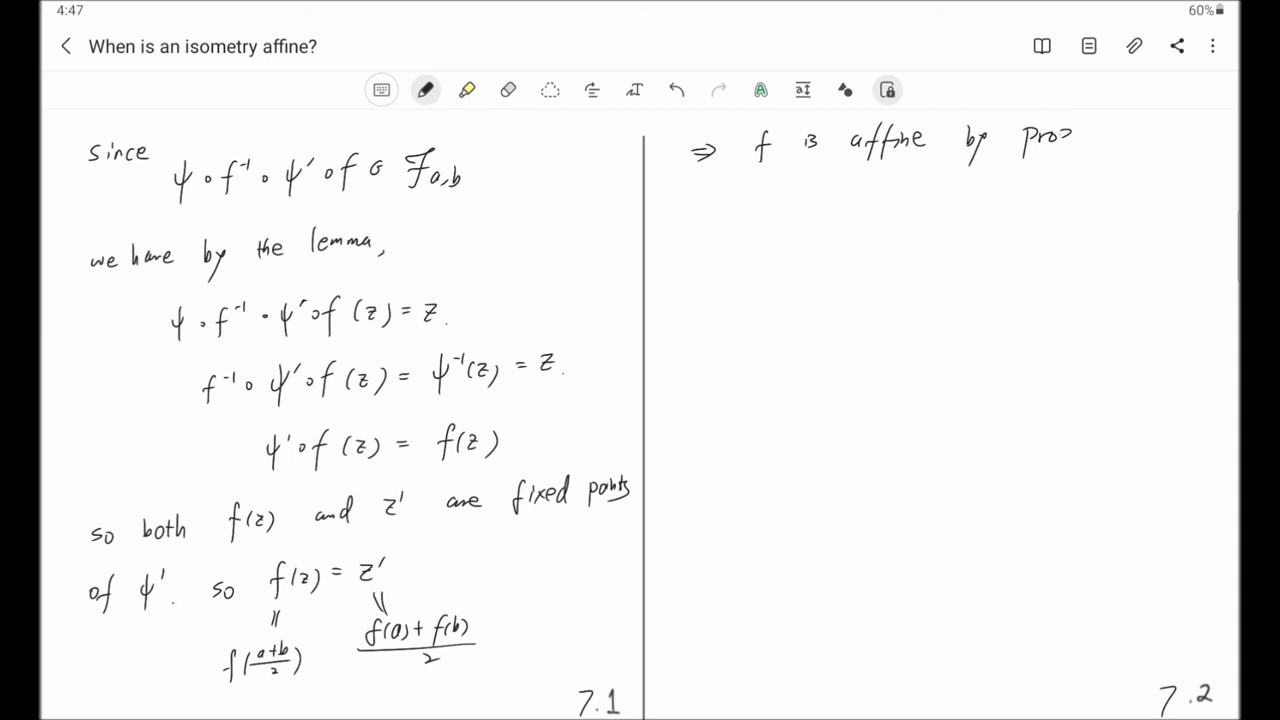 4:47
60%
When is an isometry affine?
since
ψ∘f⁻¹∘ψ'∘f ∈ ℱa,b
we have by the lemma,
ψ∘f⁻¹∘ψ'∘f(z) = z.
f⁻¹∘ψ'∘f(z) = ψ⁻¹(z) = z.
ψ'∘f(z) = f(z)
so both f(z) and z' are fixed points
of ψ'. so f(z) = z'
f(a+b/2) f(a)+f(b)/2
7.1
⇒ f is affine by prop
7.2